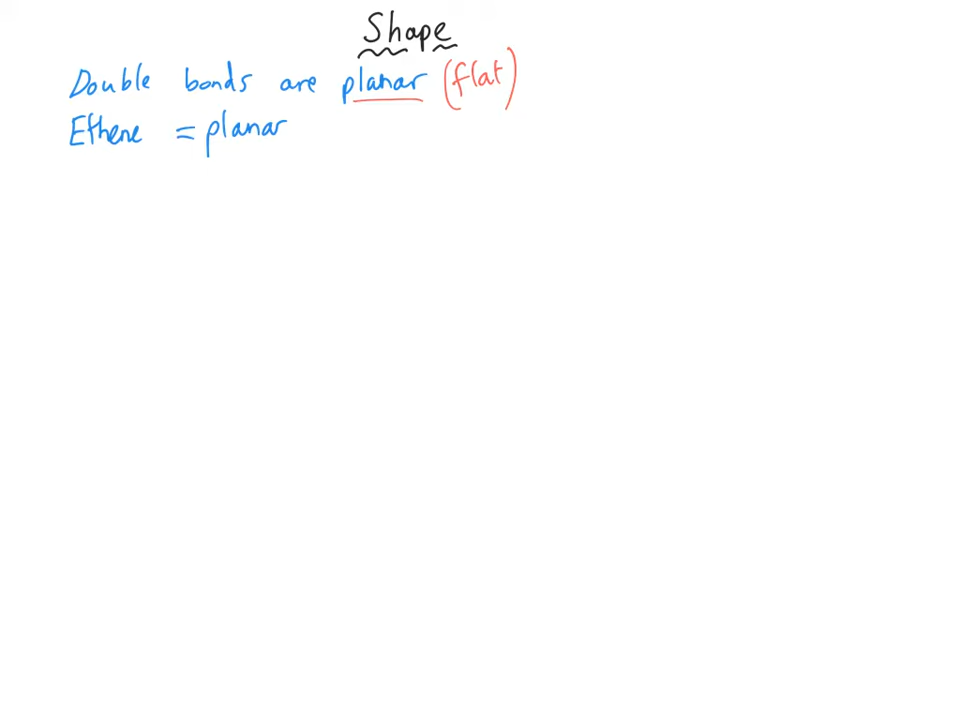 Shape
Double bonds are planar (flat)
Ethene = planar